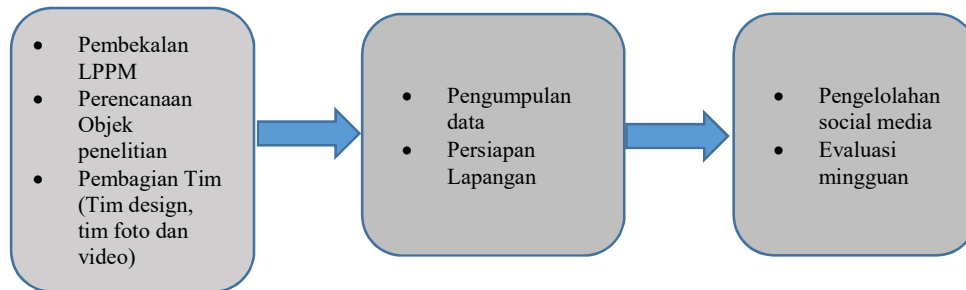 • Pembekalan
LPPM
• Perencanaan
Objek
penelitian
• Pembagian Tim
(Tim design,
tim foto dan
video)
• Pengumpulan
data
• Persiapan
Lapangan
• Pengelolahan
social media
• Evaluasi
mingguan